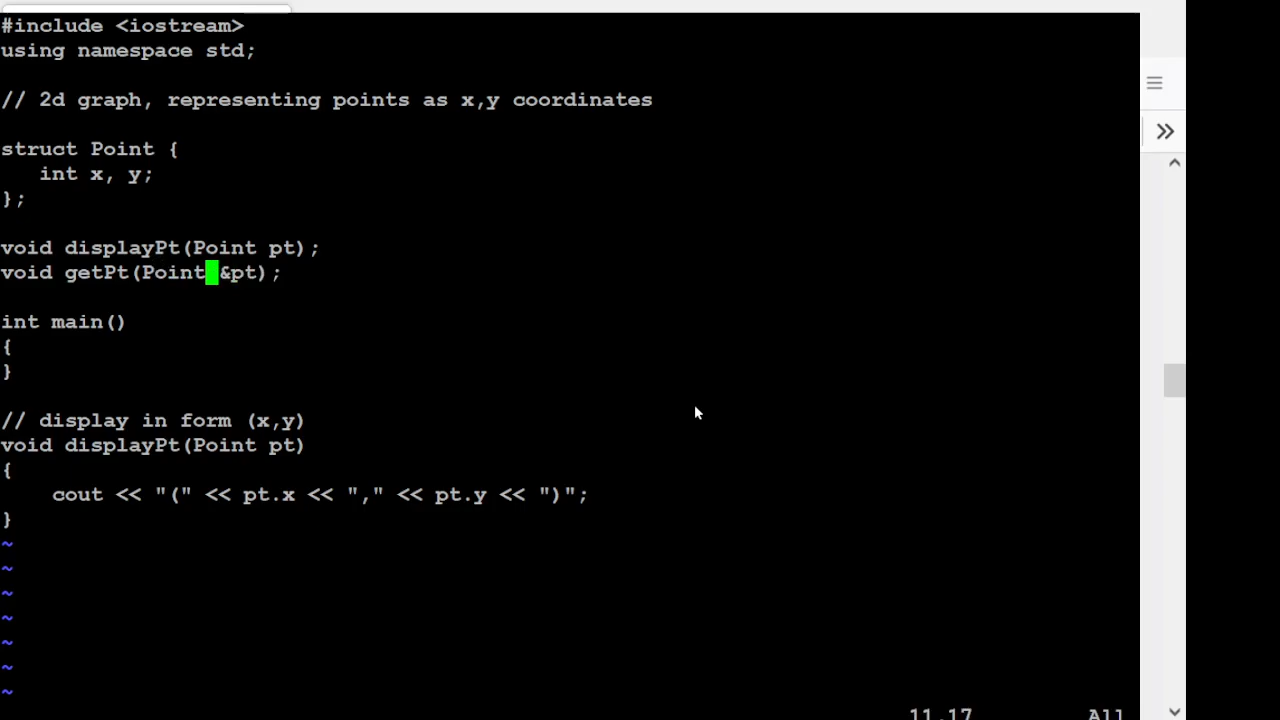 #include <iostream>
using namespace std;
// 2d graph, representing points as x,y coordinates
struct Point {
   int x, y;
};
void displayPt(Point pt);
void getPt(Point &pt);
int main()
{
}
// display in form (x,y)
void displayPt(Point pt)
{
    cout << "(" << pt.x << "," << pt.y << ")";
}
~
~
~
~
~
~
~
11,17 All